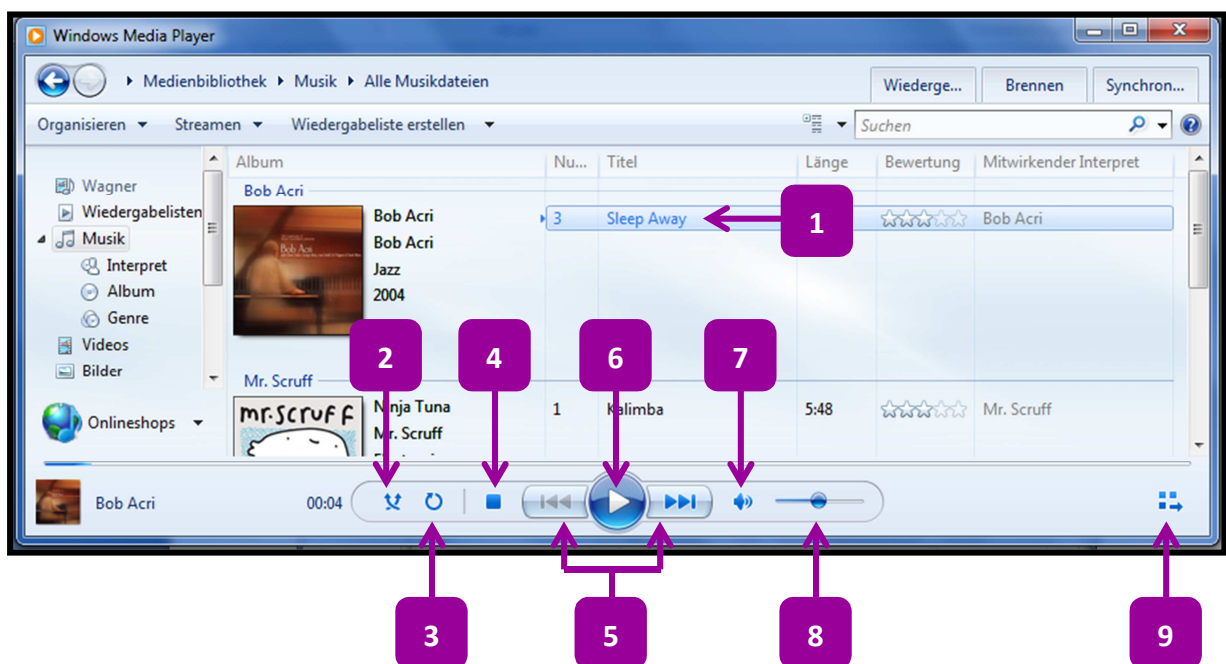 Windows Media Player
Medienbibliothek Musik Alle Musikdateien
Wiederge... Brennen Synchron...
Organisieren Streamen Wiedergabeliste erstellen Suchen
Album Nu... Titel Länge Bewertung Mitwirkender Interpret
Wagner
Wiedergabelisten
Musik
Interpret
Album
Genre
Videos
Bilder
Onlineshops
Bob Acri
Bob Acri 3 Sleep Away 1 Bob Acri
Bob Acri
Jazz
2004
2 4 6 7
Mr. Scruff
mr.scruff
Ninja Tuna 1 Kalimba 5:48 Mr. Scruff
Mr. Scruff
Bob Acri 00:04
3 5 8 9